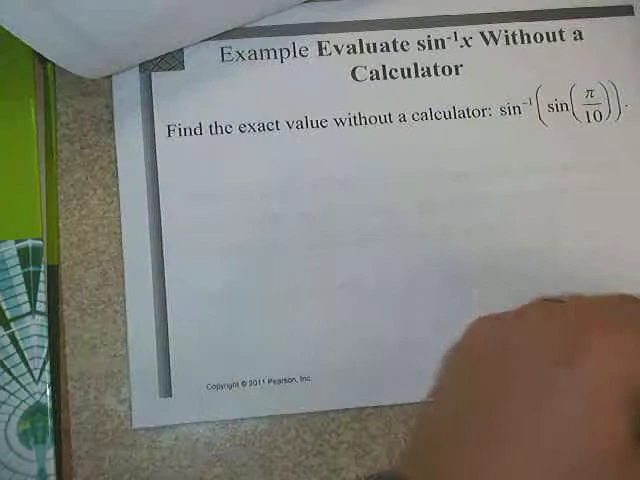 Example Evaluate sin⁻¹x Without a
Calculator
Find the exact value without a calculator: sin⁻¹(sin(π/10)).
Copyright © 2011 Pearson, Inc.